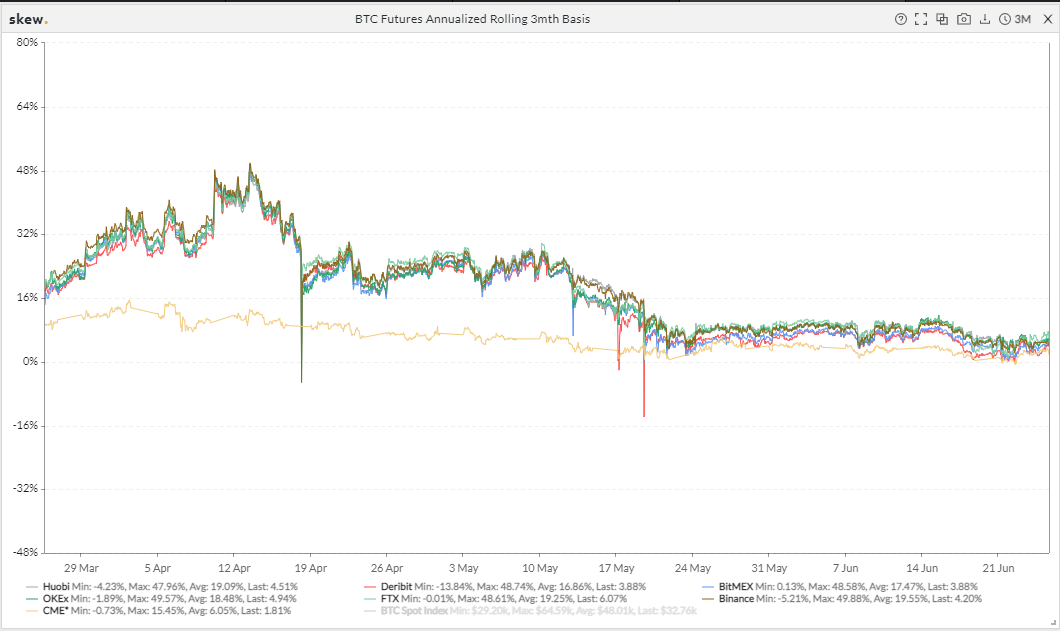 skew.
BTC Futures Annualized Rolling 3mth Basis
3M
80%
64%
48%
32%
16%
0%
-16%
-32%
-48%
29 Mar 5 Apr 12 Apr 19 Apr 26 Apr 3 May 10 May 17 May 24 May 31 May 7 Jun 14 Jun 21 Jun
Huobi Min: -4.23%, Max: 47.96%, Avg: 19.09%, Last: 4.51% Deribit Min: -13.84%, Max: 48.74%, Avg: 16.86%, Last: 3.88% BitMEX Min: 0.13%, Max: 48.58%, Avg: 17.47%, Last: 3.88%
OKEx Min: -1.89%, Max: 49.57%, Avg: 18.48%, Last: 4.94% FTX Min: -0.01%, Max: 48.61%, Avg: 19.25%, Last: 6.07% Binance Min: -5.21%, Max: 49.88%, Avg: 19.55%, Last: 4.20%
CME* Min: -0.73%, Max: 15.45%, Avg: 6.05%, Last: 1.81% BTC Spot Index Min: $29.20k, Max: $64.59k, Avg: $48.01k, Last: $32.76k